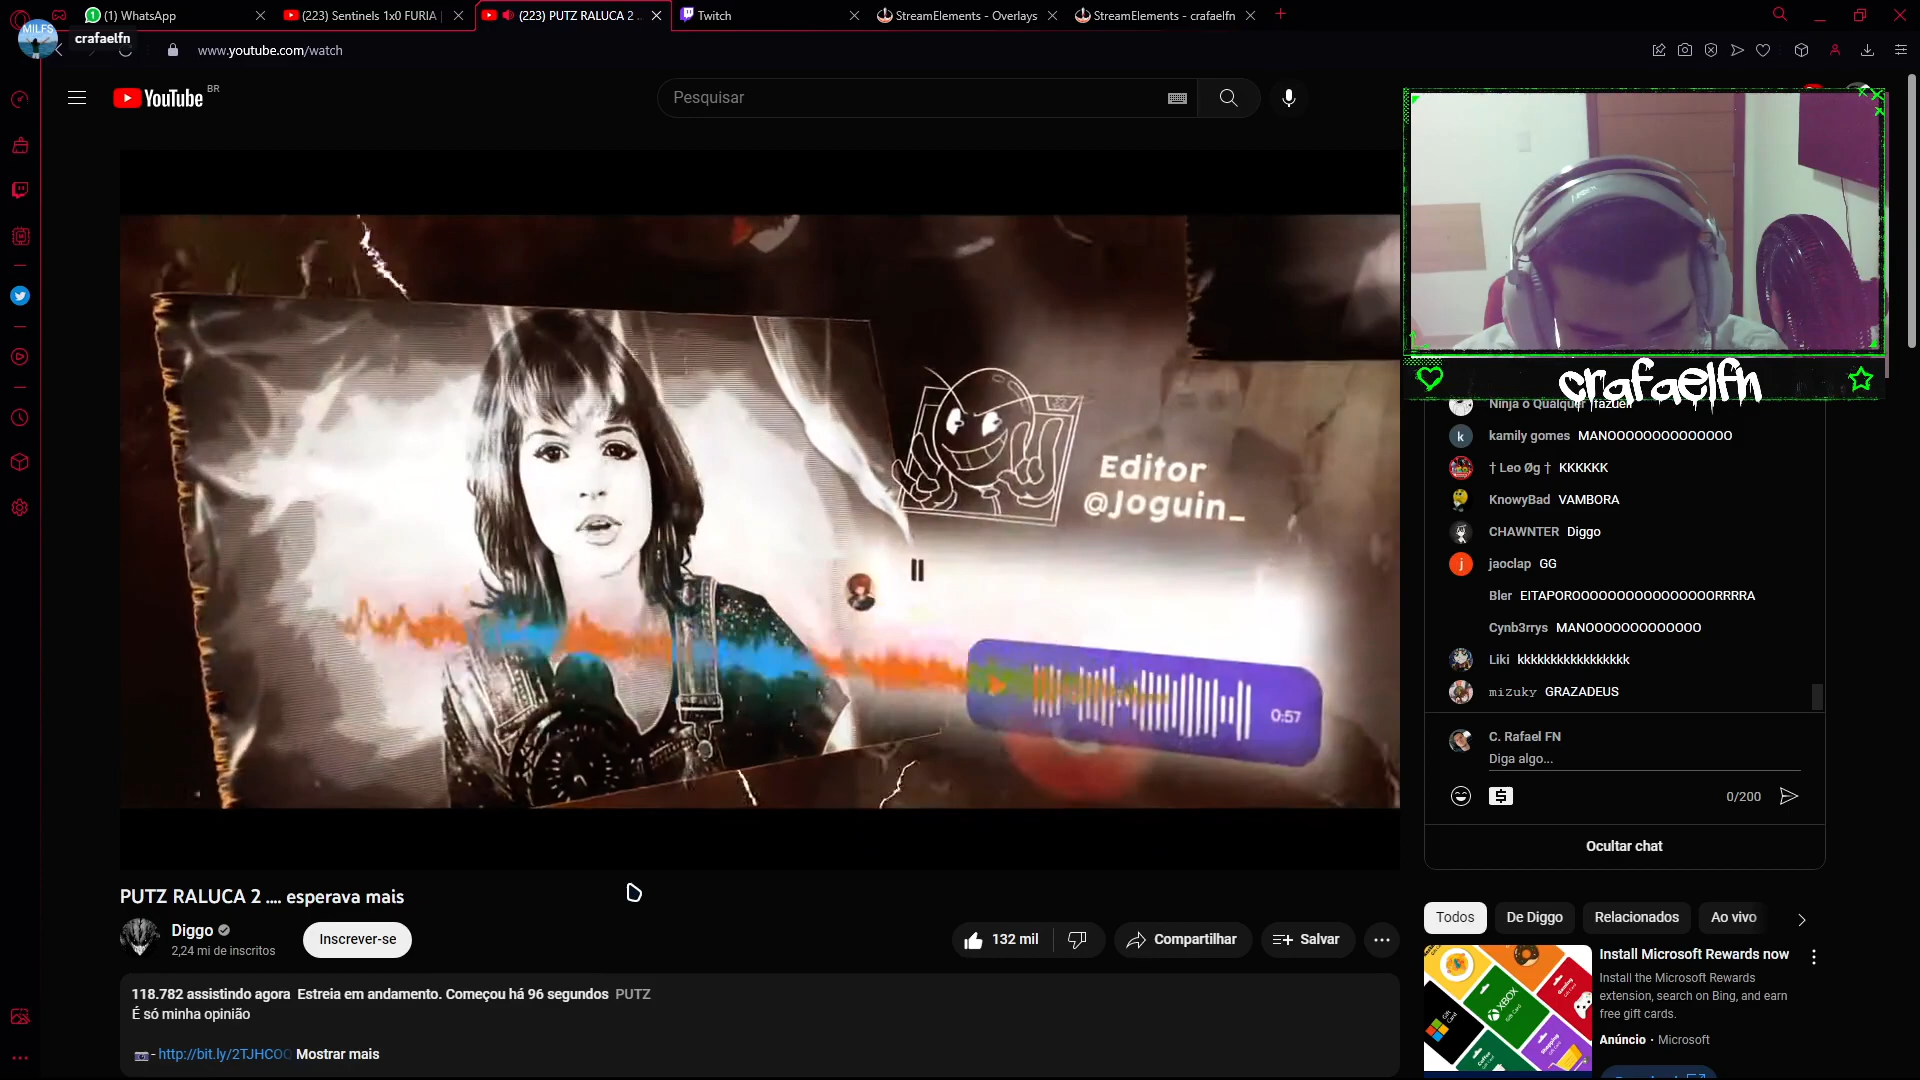 (1) WhatsApp
(223) Sentinels 1x0 FURIA |
(223) PUTZ RALUCA 2 ..
Twitch
StreamElements - Overlays
StreamElements - crafaelfn
MILFS
crafaelfn
www.youtube.com/watch
YouTube BR
Pesquisar
crafaelfn
Editor
@Joguin_
0:57
Ninja o Qualquer fazueli
kamily gomes MANOOOOOOOOOOOOOO
† Leo Øg † KKKKKK
KnowyBad VAMBORA
CHAWNTER Diggo
j
jaoclap GG
Bler EITAPOROOOOOOOOOOOOOOOORRRRA
Cynb3rrys MANOOOOOOOOOOOOO
Liki kkkkkkkkkkkkkkkkk
miZuky GRAZADEUS
C. Rafael FN
Diga algo...
0/200
Ocultar chat
PUTZ RALUCA 2 .... esperava mais
Diggo
2,24 mi de inscritos
Inscrever-se
132 mil
Compartilhar
Salvar
118.782 assistindo agora Estreia em andamento. Começou há 96 segundos PUTZ
É só minha opinião
- http://bit.ly/2TJHCOQ Mostrar mais
Todos
De Diggo
Relacionados
Ao vivo
XBOX
Install Microsoft Rewards now
Install the Microsoft Rewards
extension, search on Bing, and earn
free gift cards.
Anúncio · Microsoft